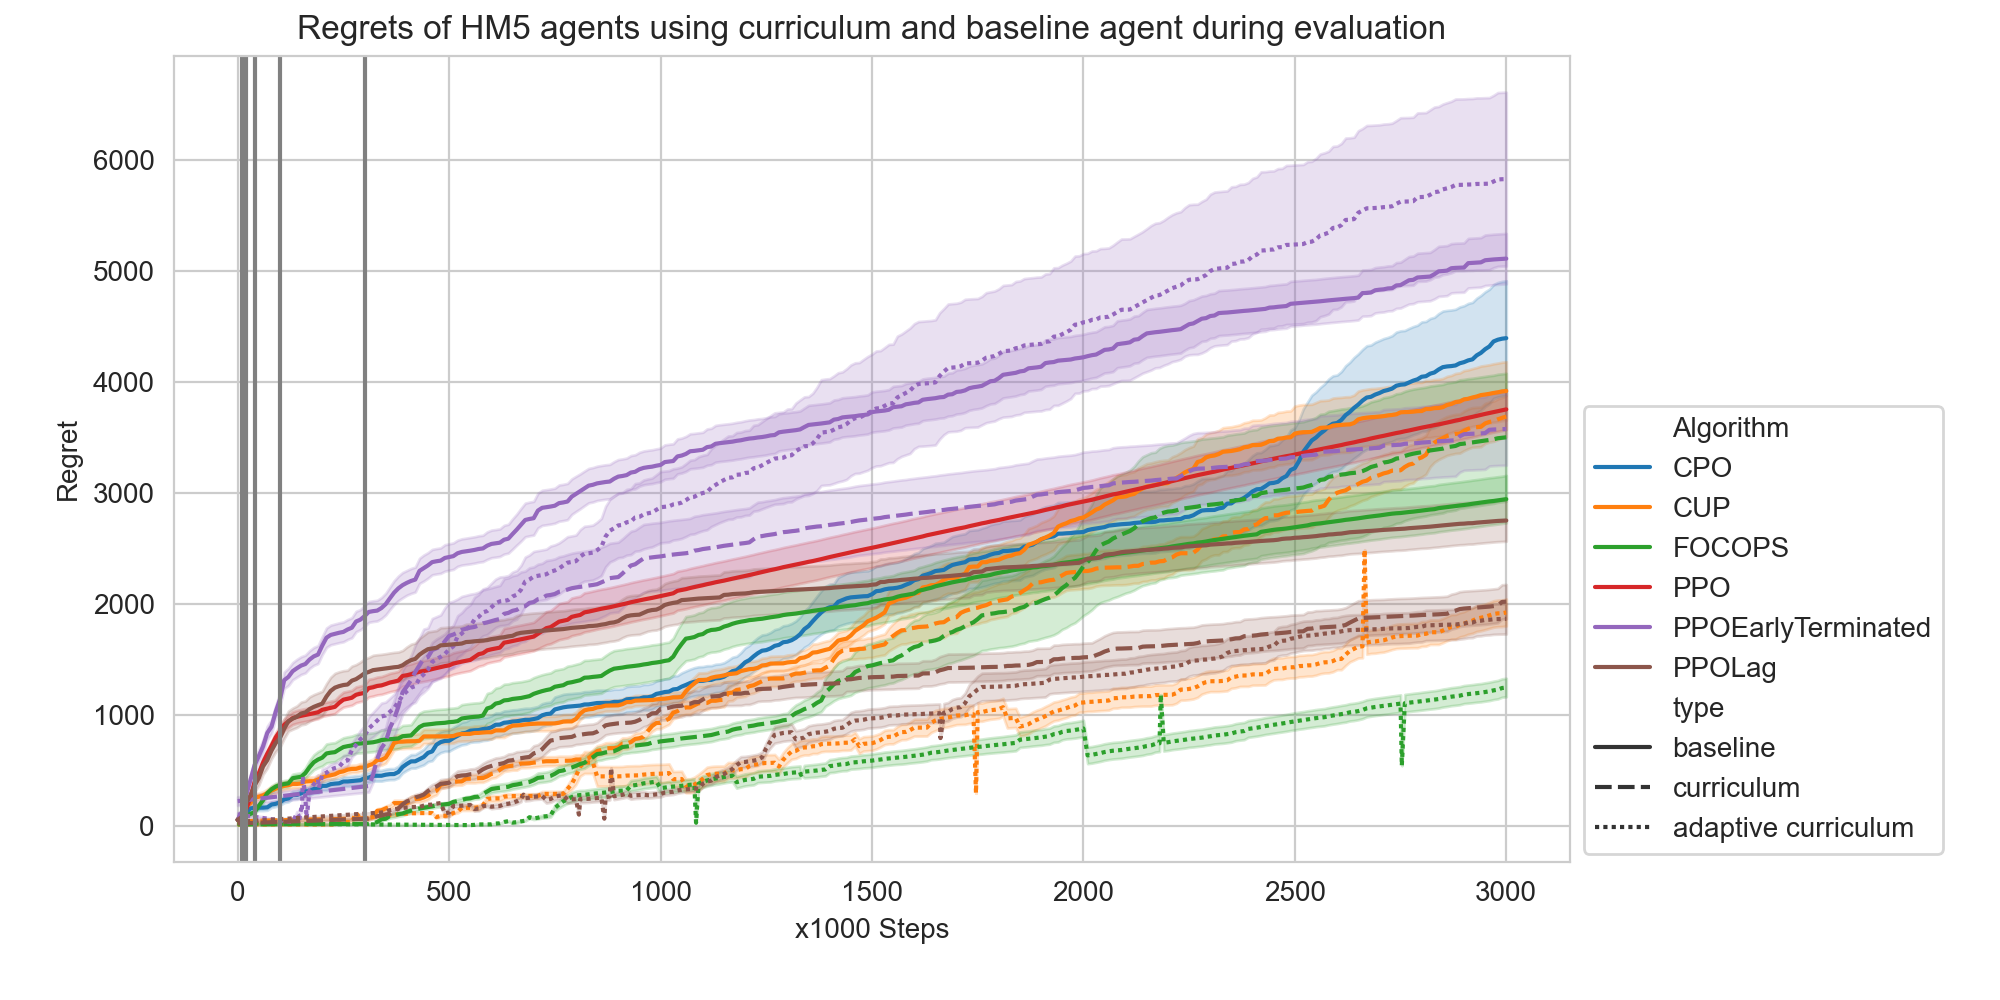 Regrets of HM5 agents using curriculum and baseline agent during evaluation
Regret
6000
5000
4000
3000
2000
1000
0
0
500
1000
1500
2000
2500
3000
x1000 Steps
Algorithm
CPO
CUP
FOCOPS
PPO
PPOEarlyTerminated
PPOLag
type
baseline
curriculum
adaptive curriculum